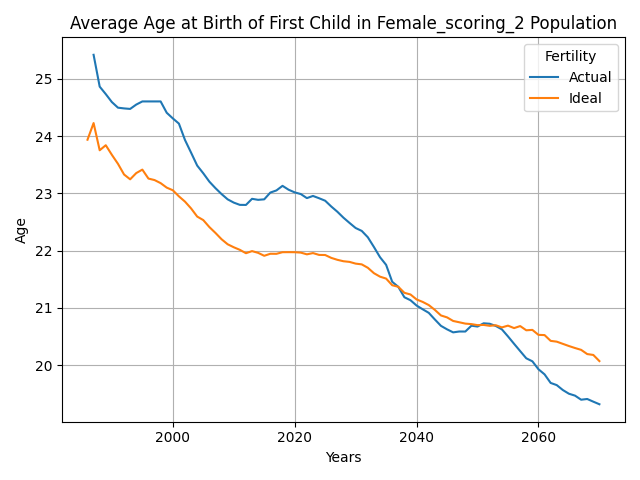 Average Age at Birth of First Child in Female_scoring_2 Population
Fertility
Actual
Ideal
Age
25
24
23
22
21
20
2000
2020
2040
2060
Years